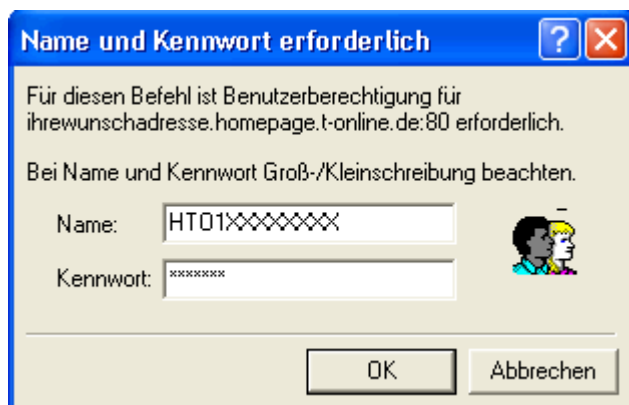 Name und Kennwort erforderlich
Für diesen Befehl ist Benutzerberechtigung für
ihrewunschadresse.homepage.t-online.de:80 erforderlich.
Bei Name und Kennwort Groß-/Kleinschreibung beachten.
Name: HTO1XXXXXXXX
Kennwort: *******
OK Abbrechen